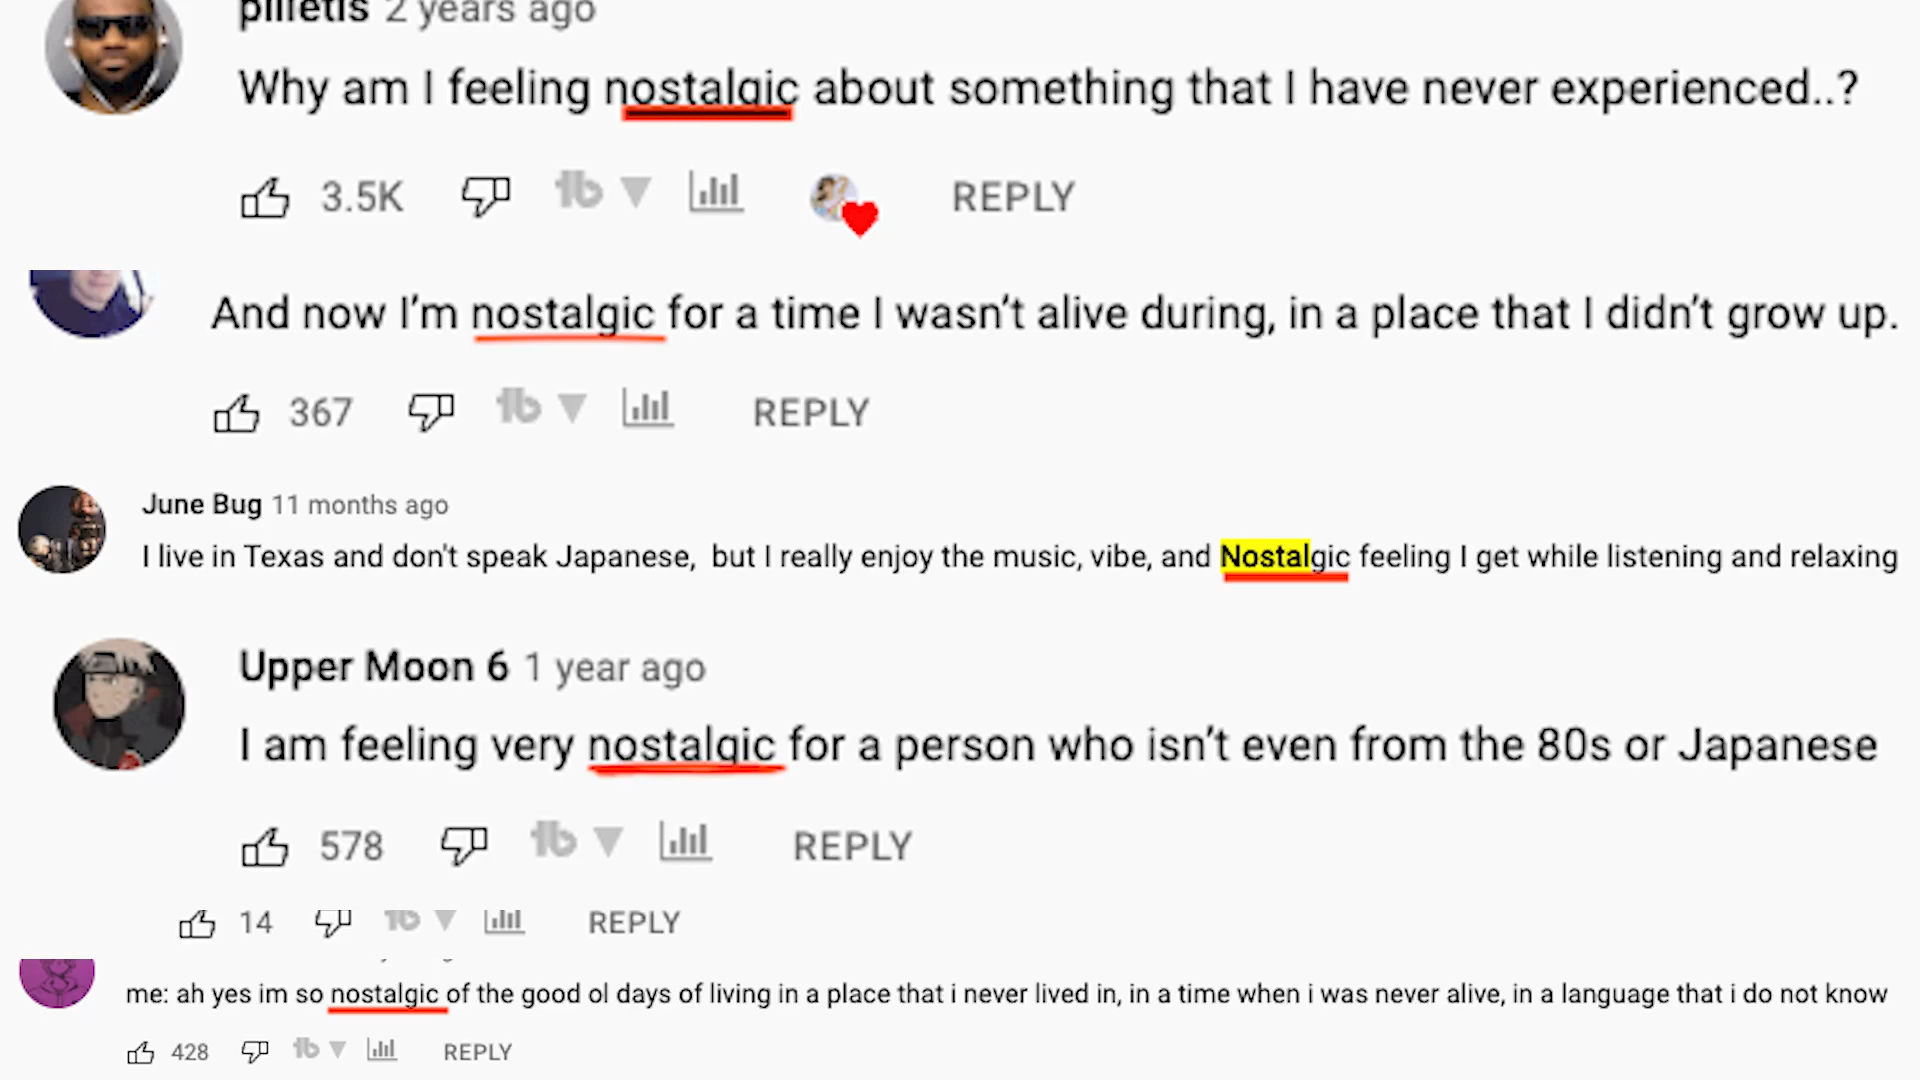 pilfetis 2 years ago
Why am I feeling nostalgic about something that I have never experienced..?
3.5K REPLY
And now I'm nostalgic for a time I wasn't alive during, in a place that I didn't grow up.
367 REPLY
June Bug 11 months ago
I live in Texas and don't speak Japanese, but I really enjoy the music, vibe, and Nostalgic feeling I get while listening and relaxing
Upper Moon 6 1 year ago
I am feeling very nostalgic for a person who isn't even from the 80s or Japanese
578 REPLY
14 REPLY
me: ah yes im so nostalgic of the good ol days of living in a place that i never lived in, in a time when i was never alive, in a language that i do not know
428 REPLY